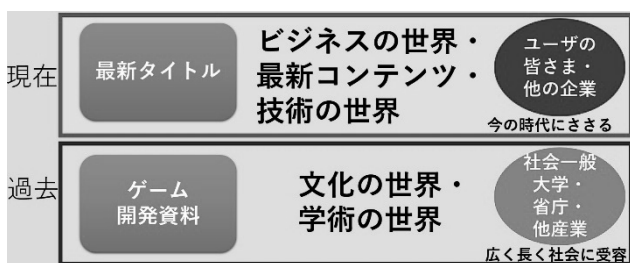 現在
最新タイトル
ビジネスの世界・
最新コンテンツ・
技術の世界
ユーザの
皆さま・
他の企業
今の時代にささる
過去
ゲーム
開発資料
文化の世界・
学術の世界
社会一般
大学・
省庁・
他産業
広く長く社会に受容